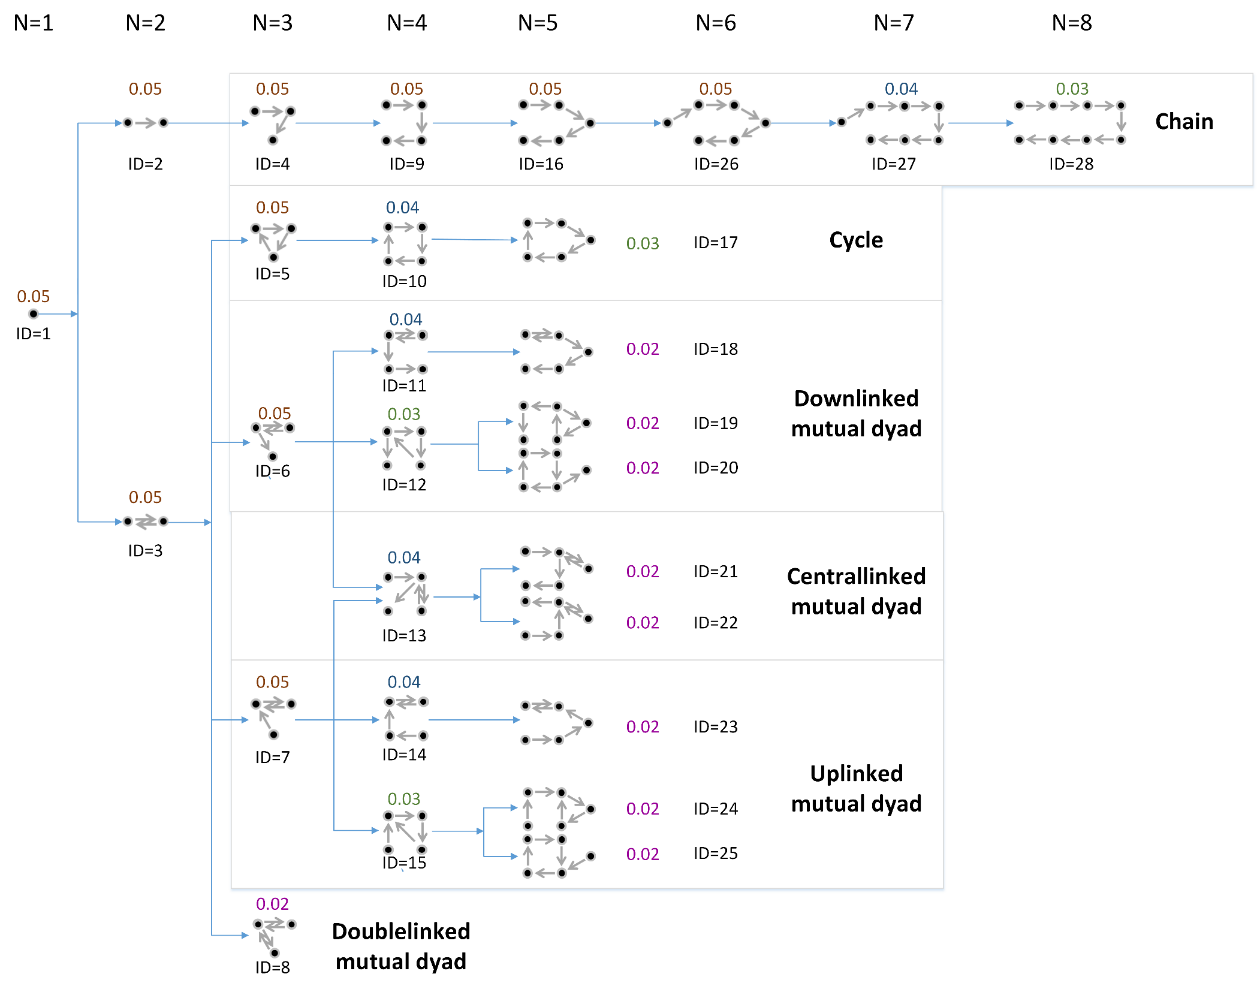 N=1 N=2 N=3 N=4 N=5 N=6 N=7 N=8
0.05 0.05 0.05 0.05 0.05 0.04 0.03
Chain
ID=2 ID=4 ID=9 ID=16 ID=26 ID=27 ID=28
0.05 0.04
0.03 ID=17 Cycle
ID=5 ID=10
0.05
ID=1
0.04
0.02 ID=18
ID=11
Downlinked
mutual dyad
0.05 0.03
0.02 ID=19
0.02 ID=20
ID=6 ID=12
0.05
ID=3
0.04
0.02 ID=21
Centrallinked
mutual dyad
0.02 ID=22
ID=13
0.05 0.04
0.02 ID=23
ID=7 ID=14
Uplinked
mutual dyad
0.03
0.02 ID=24
0.02 ID=25
ID=15
0.02
Doublelinked
mutual dyad
ID=8